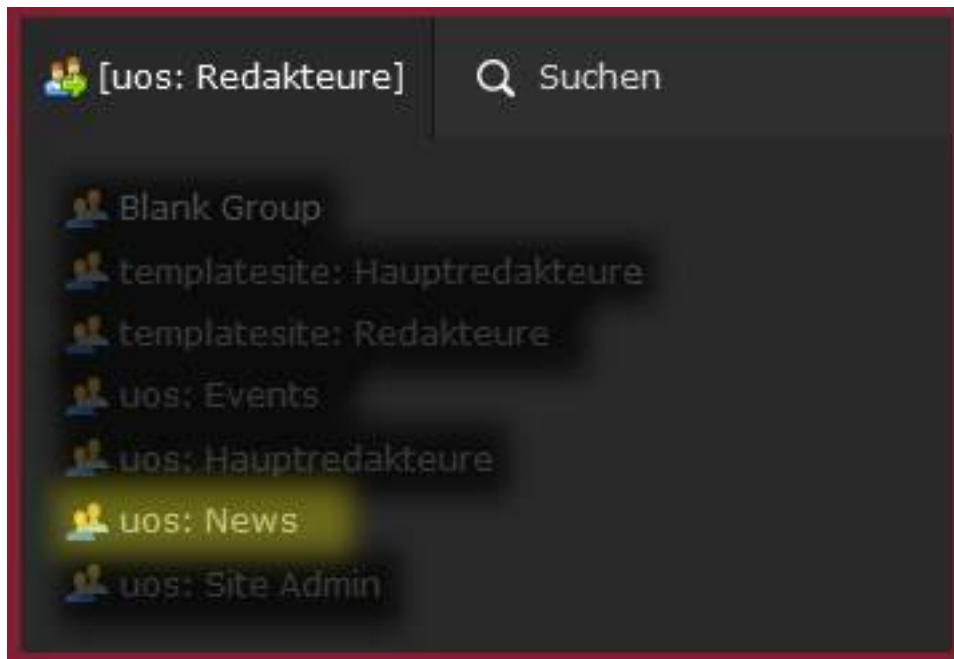 [uos: Redakteure] Suchen
Blank Group
templatesite: Hauptredakteure
templatesite: Redakteure
uos: Events
uos: Hauptredakteure
uos: News
uos: Site Admin